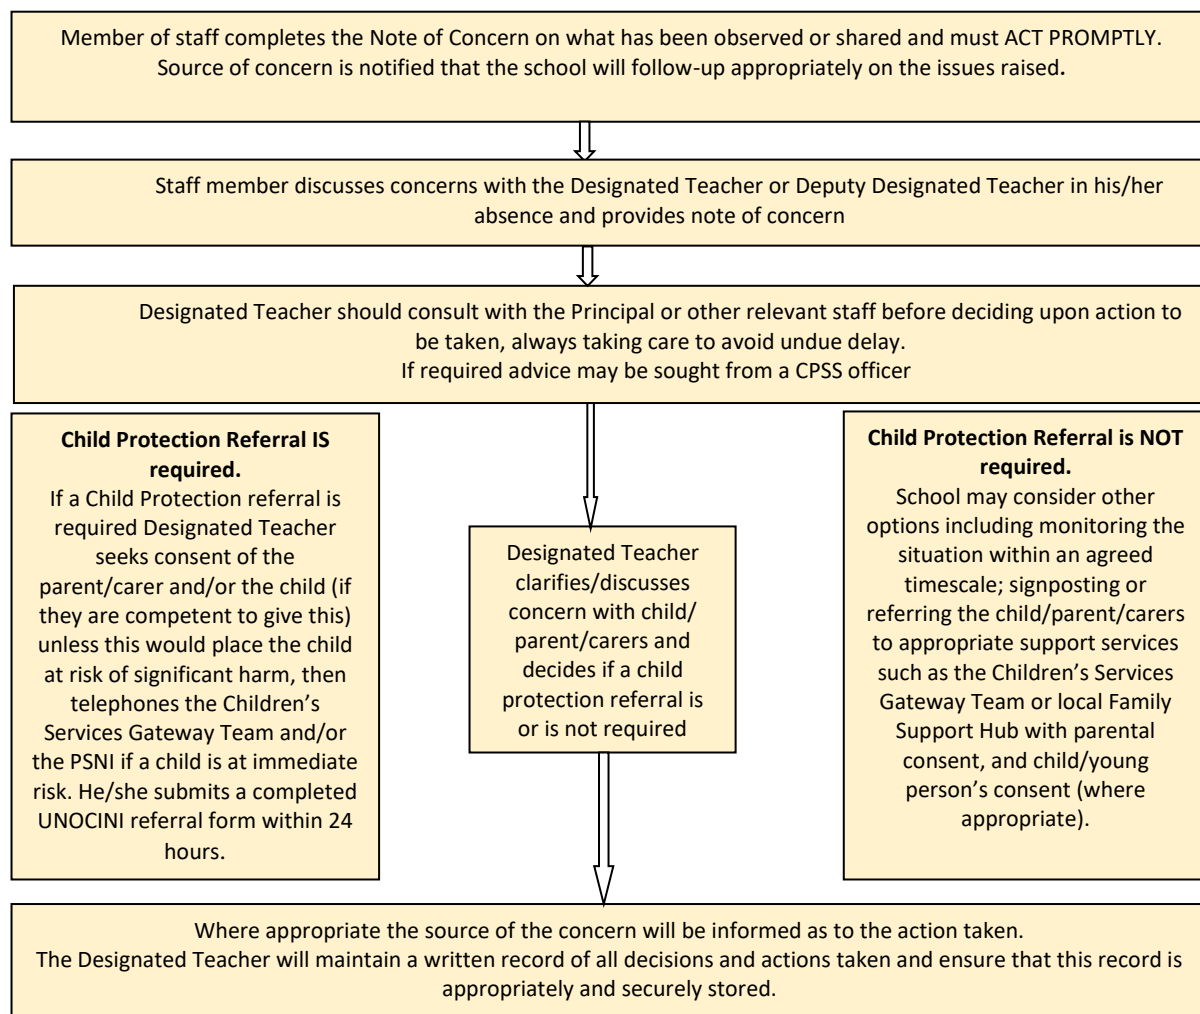 Member of staff completes the Note of Concern on what has been observed or shared and must ACT PROMPTLY.
Source of concern is notified that the school will follow-up appropriately on the issues raised.
Staff member discusses concerns with the Designated Teacher or Deputy Designated Teacher in his/her
absence and provides note of concern
Designated Teacher should consult with the Principal or other relevant staff before deciding upon action to
be taken, always taking care to avoid undue delay.
If required advice may be sought from a CPSS officer
Child Protection Referral IS
required.
If a Child Protection referral is
required Designated Teacher
seeks consent of the
parent/carer and/or the child (if
they are competent to give this)
unless this would place the child
at risk of significant harm, then
telephones the Children’s
Services Gateway Team and/or
the PSNI if a child is at immediate
risk. He/she submits a completed
UNOCINI referral form within 24
hours.
Designated Teacher
clarifies/discusses
concern with child/
parent/carers and
decides if a child
protection referral is
or is not required
Child Protection Referral is NOT
required.
School may consider other
options including monitoring the
situation within an agreed
timescale; signposting or
referring the child/parent/carers
to appropriate support services
such as the Children’s Services
Gateway Team or local Family
Support Hub with parental
consent, and child/young
person’s consent (where
appropriate).
Where appropriate the source of the concern will be informed as to the action taken.
The Designated Teacher will maintain a written record of all decisions and actions taken and ensure that this record is
appropriately and securely stored.